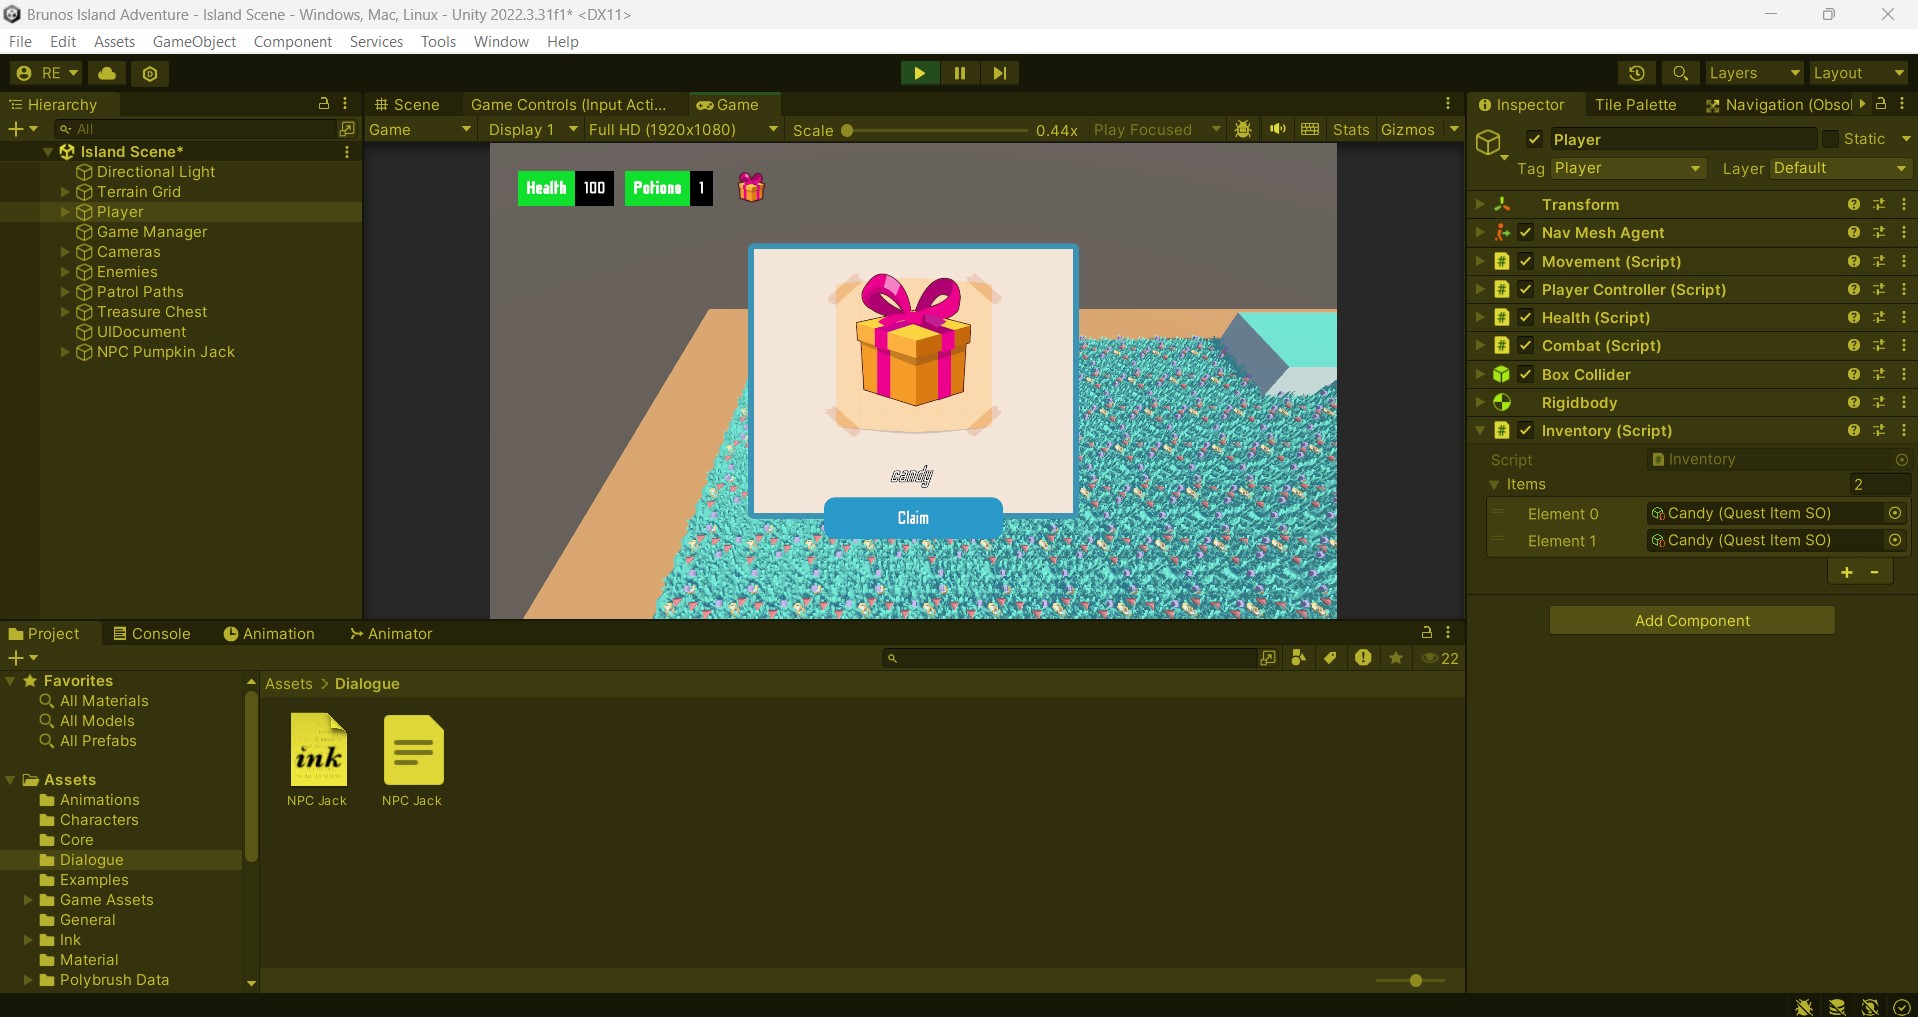 Brunos Island Adventure - Island Scene - Windows, Mac, Linux - Unity 2022.3.31f1* <DX11>
File Edit Assets GameObject Component Services Tools Window Help
RE
Layers Layout
Hierarchy
All
Island Scene*
Directional Light
Terrain Grid
Player
Game Manager
Cameras
Enemies
Patrol Paths
Treasure Chest
UIDocument
NPC Pumpkin Jack
Scene Game Controls (Input Acti... Game
Game Display 1 Full HD (1920x1080) Scale 0.44x Play Focused Stats Gizmos
Health 100 Potions 1
candy
Claim
Inspector Tile Palette Navigation (Obsol
Player Static
Tag Player Layer Default
Transform
Nav Mesh Agent
Movement (Script)
Player Controller (Script)
Health (Script)
Combat (Script)
Box Collider
Rigidbody
Inventory (Script)
Script Inventory
Items 2
Element 0 Candy (Quest Item SO)
Element 1 Candy (Quest Item SO)
+ -
Add Component
Project Console Animation Animator
22
Favorites
All Materials
All Models
All Prefabs
Assets
Animations
Characters
Core
Dialogue
Examples
Game Assets
General
Ink
Material
Polybrush Data
Assets > Dialogue
ink
NPC Jack NPC Jack